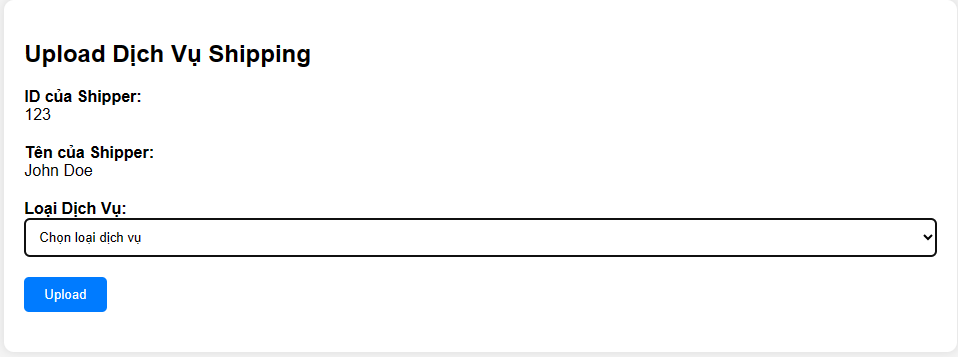 Upload Dịch Vụ Shipping
ID của Shipper:
123
Tên của Shipper:
John Doe
Loại Dịch Vụ:
Chọn loại dịch vụ
Upload